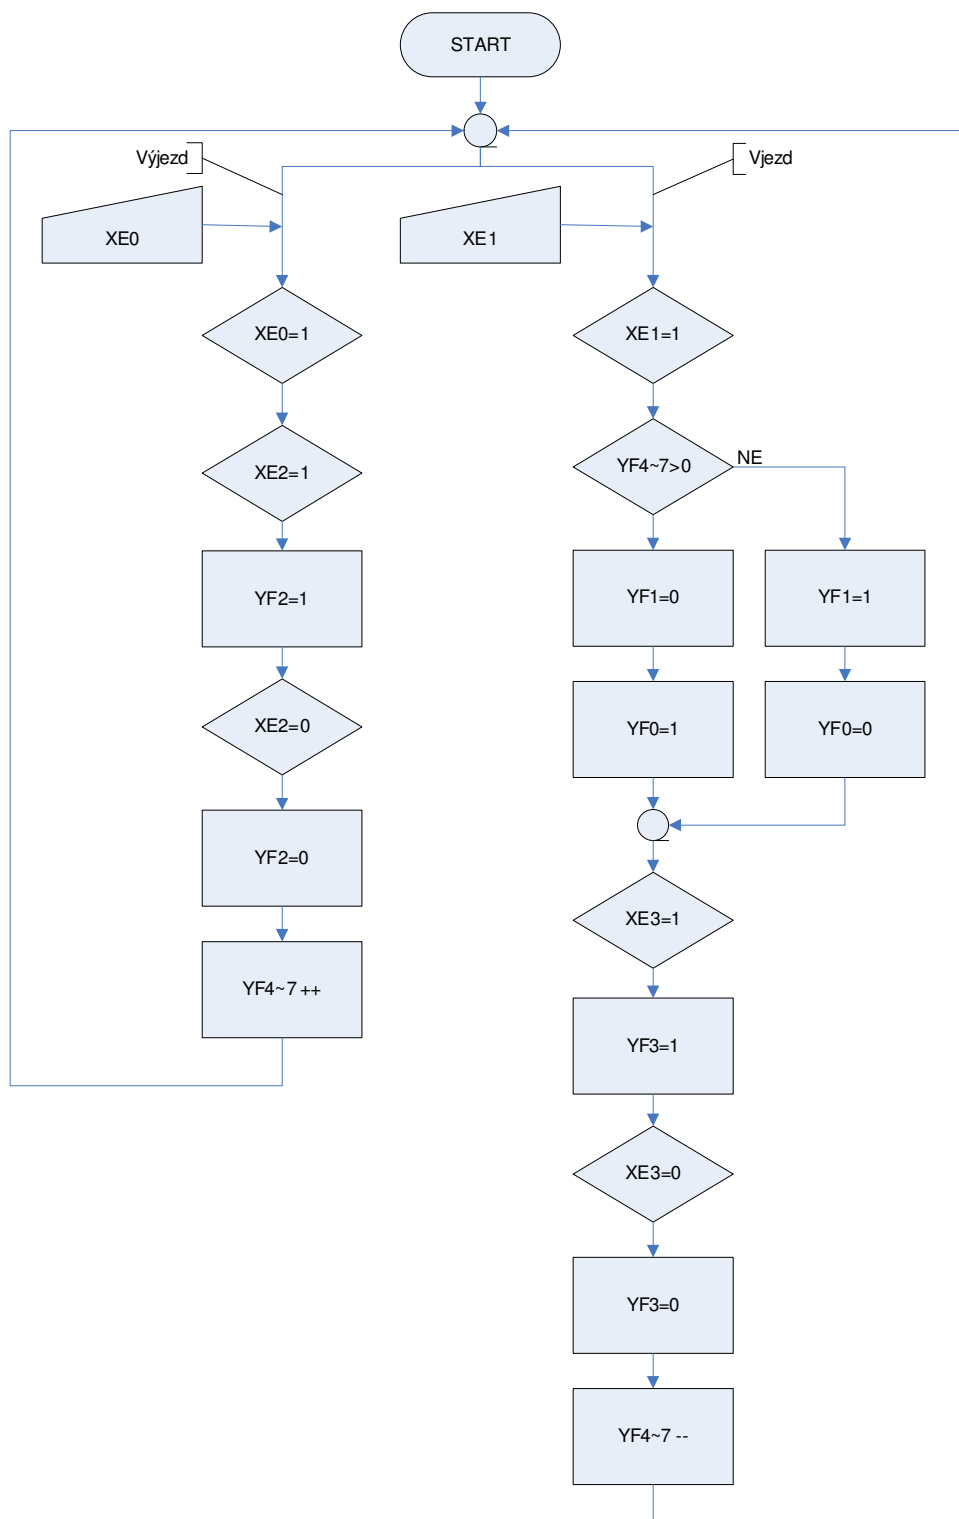 START
Výjezd
Vjezd
XE0
XE1
XE0=1
XE1=1
XE2=1
YF4~7>0
NE
YF2=1
YF1=0
YF1=1
XE2=0
YF0=1
YF0=0
YF2=0
XE3=1
YF4~7 ++
YF3=1
XE3=0
YF3=0
YF4~7 --